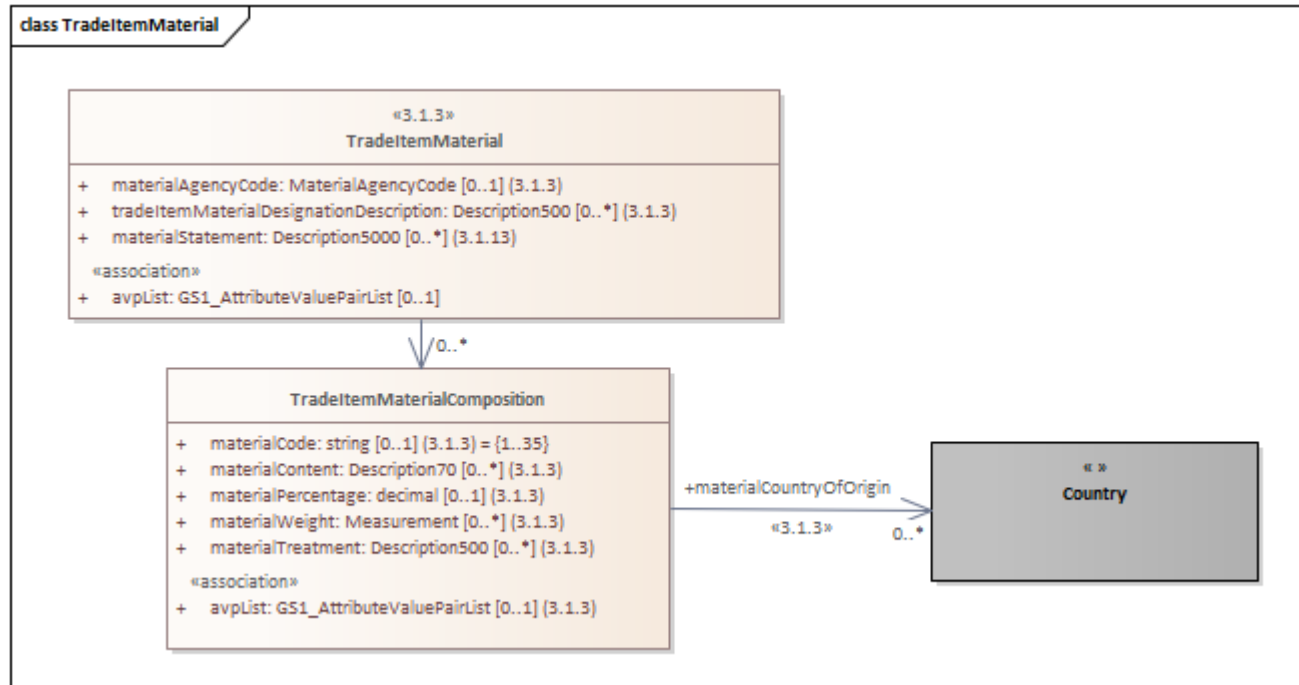 class TradeItemMaterial
«3.1.3»
TradeItemMaterial
+ materialAgencyCode: MaterialAgencyCode [0..1] (3.1.3)
+ tradeItemMaterialDesignationDescription: Description500 [0..*] (3.1.3)
+ materialStatement: Description5000 [0..*] (3.1.13)
«association»
+ avpList: GS1_AttributeValuePairList [0..1]
0..*
TradeItemMaterialComposition
+ materialCode: string [0..1] (3.1.3) = {1..35}
+ materialContent: Description70 [0..*] (3.1.3)
+ materialPercentage: decimal [0..1] (3.1.3)
+ materialWeight: Measurement [0..*] (3.1.3)
+ materialTreatment: Description500 [0..*] (3.1.3)
«association»
+ avpList: GS1_AttributeValuePairList [0..1] (3.1.3)
+materialCountryOfOrigin
«3.1.3»
0..*
« »
Country